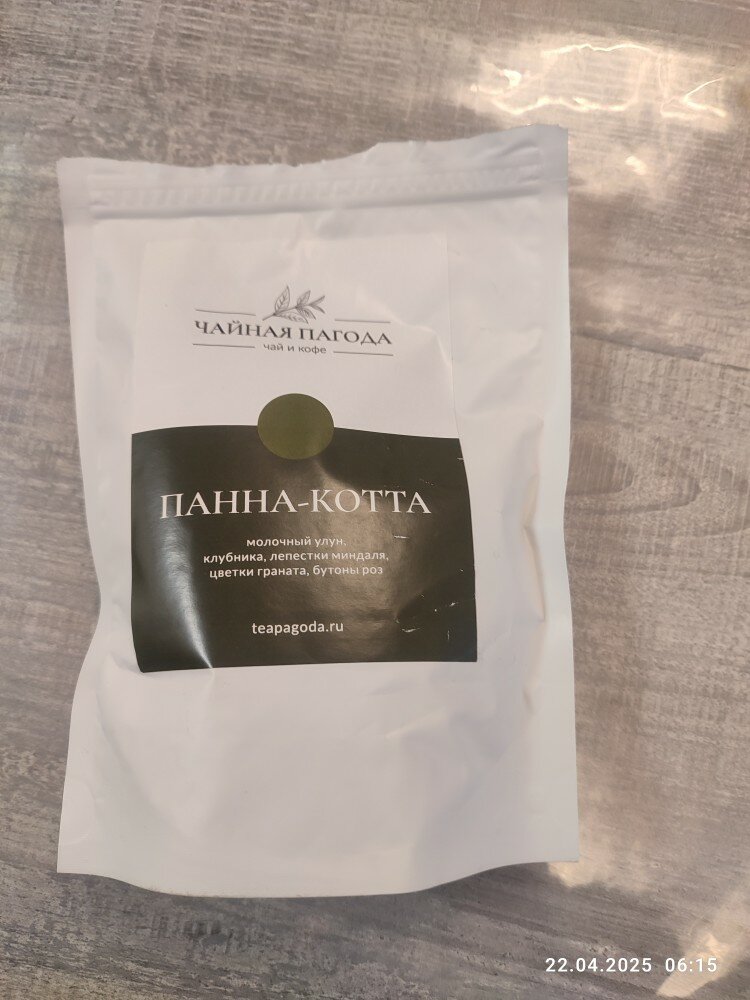 ЧАЙНАЯ ПАГОДА
чай и кофе
ПАННА-КОТТА
молочный улун,
клубника, лепестки миндаля,
цветки граната, бутоны роз
teapagoda.ru
22.04.2025 06:15